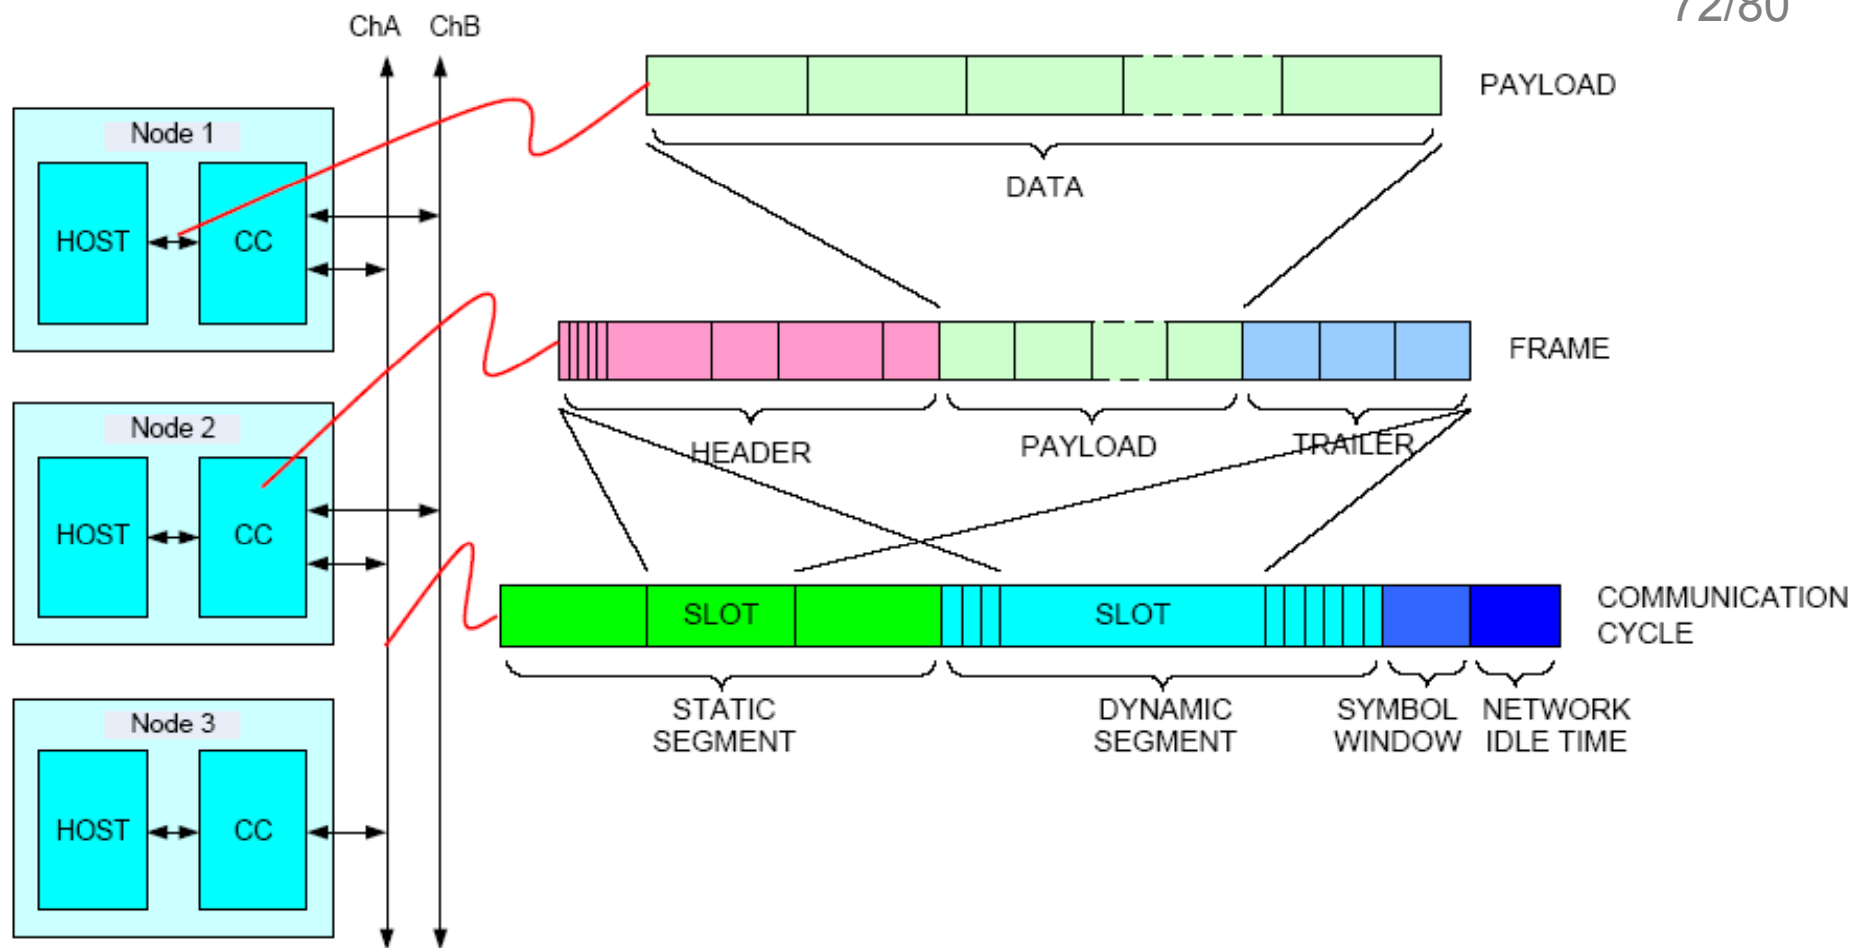 72/80
ChA ChB
PAYLOAD
Node 1
HOST CC
DATA
FRAME
Node 2
HEADER PAYLOAD TRAILER
HOST CC
SLOT SLOT
COMMUNICATION
CYCLE
STATIC
SEGMENT
DYNAMIC
SEGMENT
SYMBOL
WINDOW
NETWORK
IDLE TIME
Node 3
HOST CC